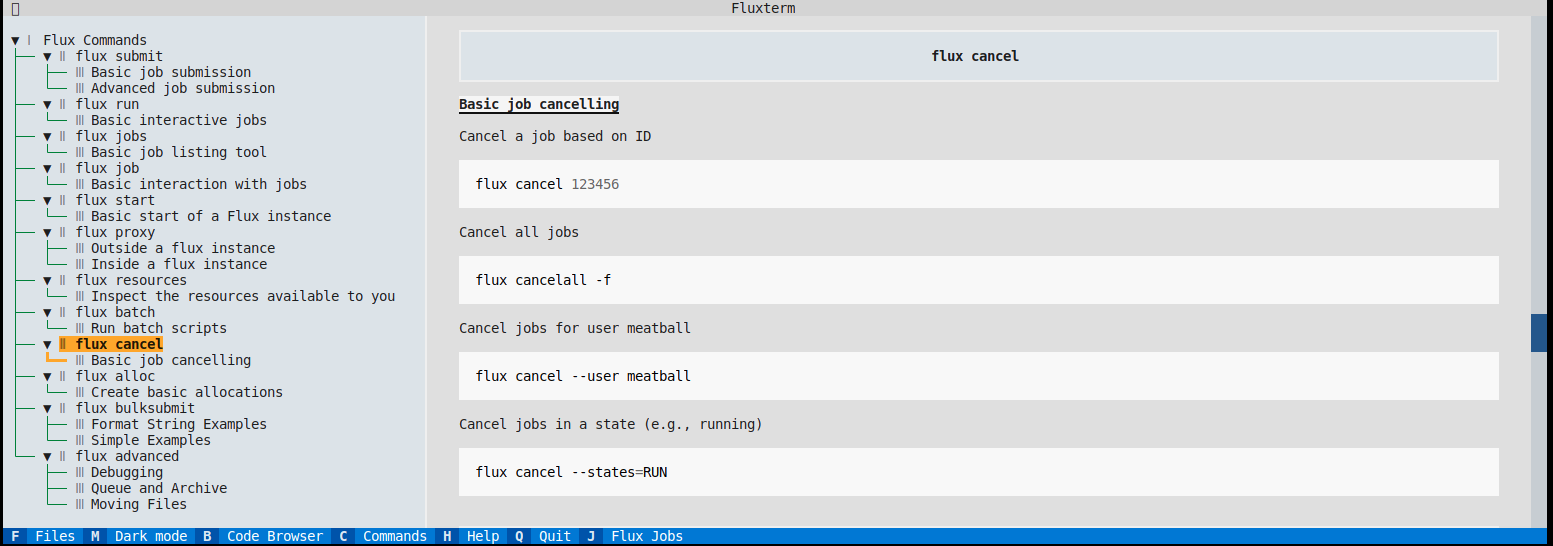 Fluxterm
Flux Commands
flux submit
Basic job submission
Advanced job submission
flux run
Basic interactive jobs
flux jobs
Basic job listing tool
flux job
Basic interaction with jobs
flux start
Basic start of a Flux instance
flux proxy
Outside a flux instance
Inside a flux instance
flux resources
Inspect the resources available to you
flux batch
Run batch scripts
flux cancel
Basic job cancelling
flux alloc
Create basic allocations
flux bulksubmit
Format String Examples
Simple Examples
flux advanced
Debugging
Queue and Archive
Moving Files
flux cancel
Basic job cancelling
Cancel a job based on ID
flux cancel 123456
Cancel all jobs
flux cancelall -f
Cancel jobs for user meatball
flux cancel --user meatball
Cancel jobs in a state (e.g., running)
flux cancel --states=RUN
F Files M Dark mode B Code Browser C Commands H Help Q Quit J Flux Jobs